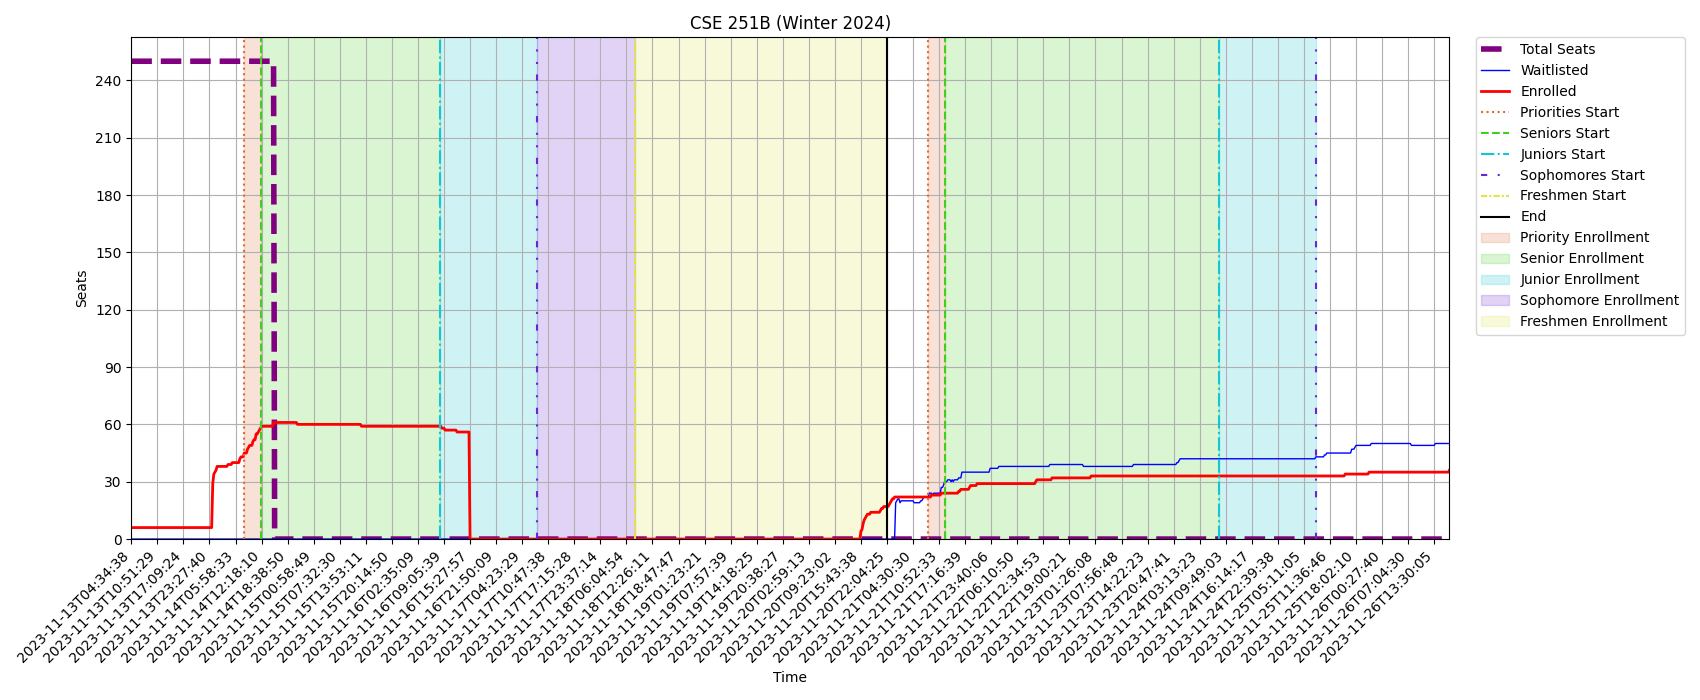 CSE 251B (Winter 2024)
Seats
240
210
180
150
120
90
60
30
0
2023-11-13T04:34:38
2023-11-13T10:51:29
2023-11-13T17:09:24
2023-11-13T23:27:40
2023-11-14T05:58:33
2023-11-14T12:18:10
2023-11-14T18:38:50
2023-11-15T00:58:49
2023-11-15T07:32:30
2023-11-15T13:53:11
2023-11-15T20:14:50
2023-11-16T02:35:09
2023-11-16T09:05:39
2023-11-16T15:27:57
2023-11-16T21:50:09
2023-11-17T04:23:29
2023-11-17T10:47:38
2023-11-17T17:15:28
2023-11-17T23:37:14
2023-11-18T06:04:54
2023-11-18T12:26:11
2023-11-18T18:47:47
2023-11-19T01:23:21
2023-11-19T07:57:39
2023-11-19T14:18:25
2023-11-19T20:38:27
2023-11-20T02:59:13
2023-11-20T09:23:02
2023-11-20T15:43:38
2023-11-20T22:04:25
2023-11-21T04:30:30
2023-11-21T10:52:33
2023-11-21T17:16:39
2023-11-21T23:40:06
2023-11-22T06:10:50
2023-11-22T12:34:53
2023-11-22T19:00:21
2023-11-23T01:26:08
2023-11-23T07:56:48
2023-11-23T14:22:23
2023-11-23T20:47:41
2023-11-24T03:13:23
2023-11-24T09:49:03
2023-11-24T16:14:17
2023-11-24T22:39:38
2023-11-25T05:11:05
2023-11-25T11:36:46
2023-11-25T18:02:10
2023-11-26T00:27:40
2023-11-26T07:04:30
2023-11-26T13:30:05
Time
Total Seats
Waitlisted
Enrolled
Priorities Start
Seniors Start
Juniors Start
Sophomores Start
Freshmen Start
End
Priority Enrollment
Senior Enrollment
Junior Enrollment
Sophomore Enrollment
Freshmen Enrollment